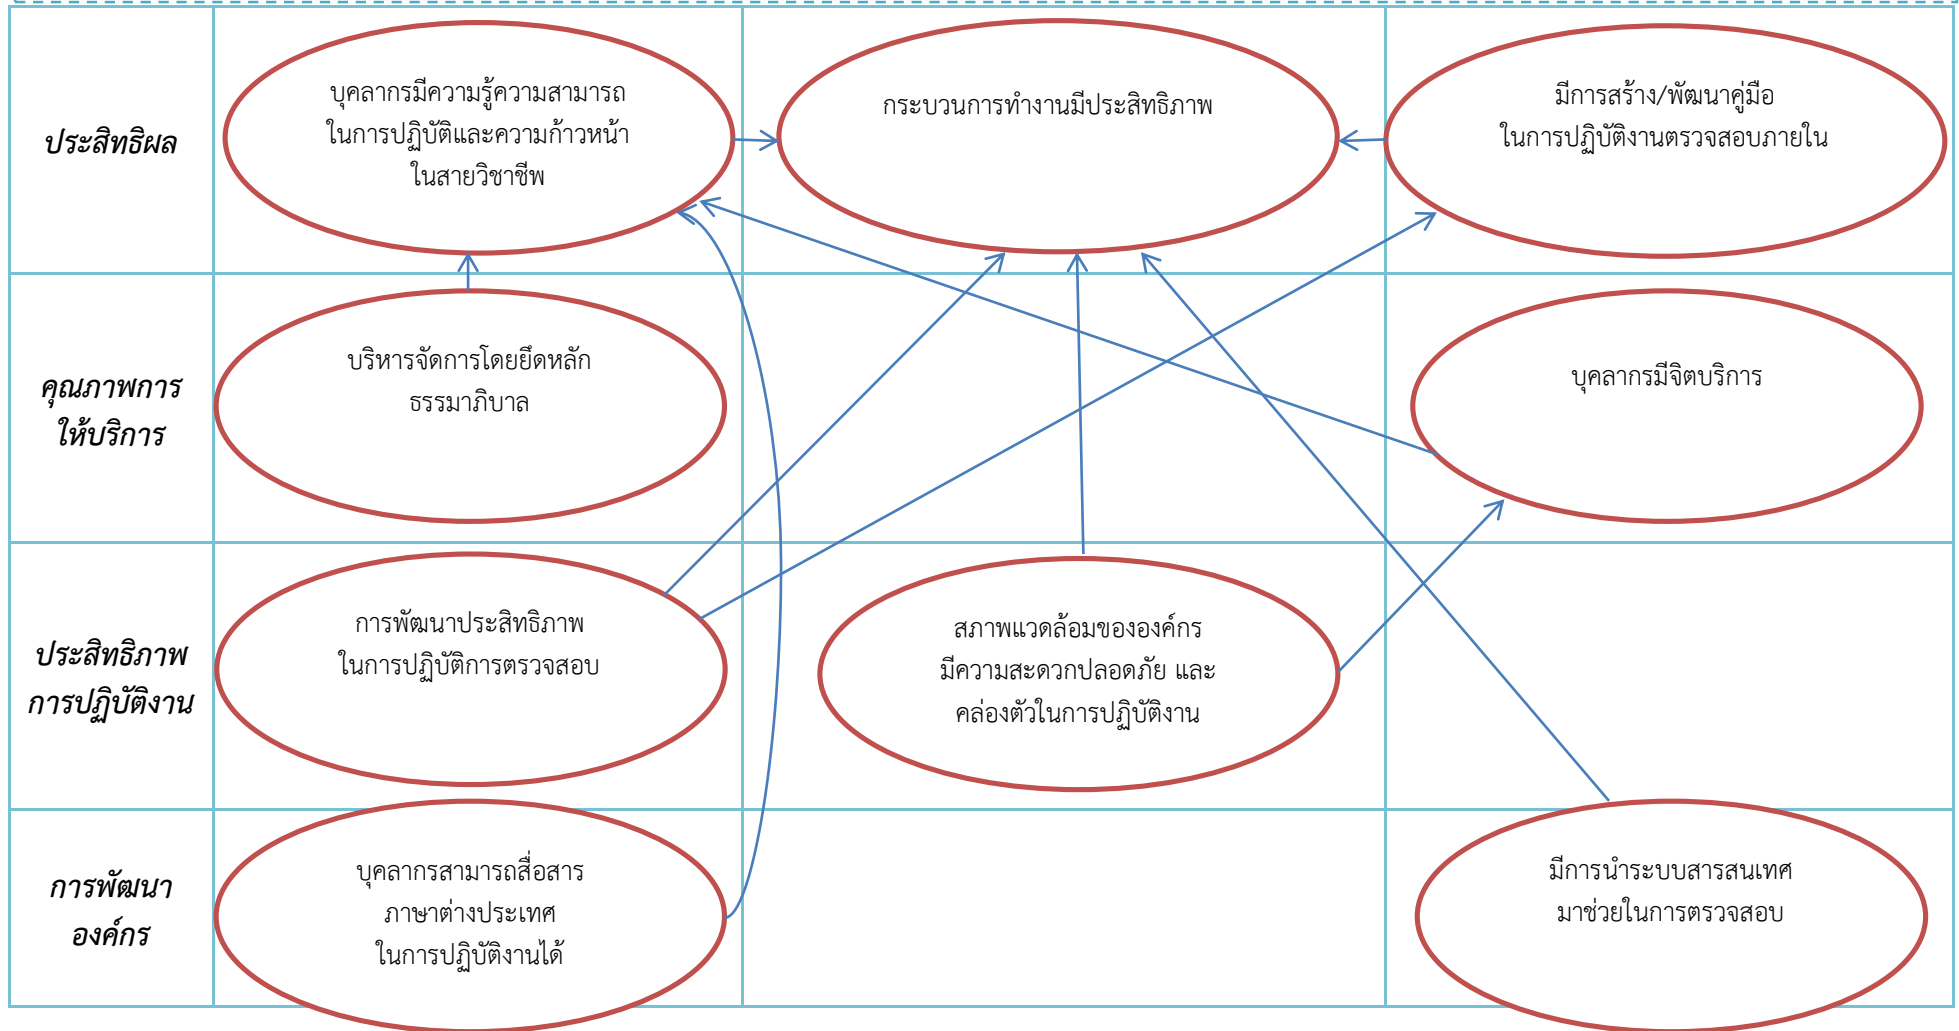 ประสิทธิผล
บุคลากรมีความรู้ความสามารถ
ในการปฏิบัติและความก้าวหน้า
ในสายวิชาชีพ
กระบวนการทำงานมีประสิทธิภาพ
มีการสร้าง/พัฒนาคู่มือ
ในการปฏิบัติงานตรวจสอบภายใน
คุณภาพการ
ให้บริการ
บริหารจัดการโดยยึดหลัก
ธรรมาภิบาล
บุคลากรมีจิตบริการ
ประสิทธิภาพ
การปฏิบัติงาน
การพัฒนาประสิทธิภาพ
ในการปฏิบัติการตรวจสอบ
สภาพแวดล้อมขององค์กร
มีความสะดวกปลอดภัย และ
คล่องตัวในการปฏิบัติงาน
การพัฒนา
องค์กร
บุคลากรสามารถสื่อสาร
ภาษาต่างประเทศ
ในการปฏิบัติงานได้
มีการนำระบบสารสนเทศ
มาช่วยในการตรวจสอบ